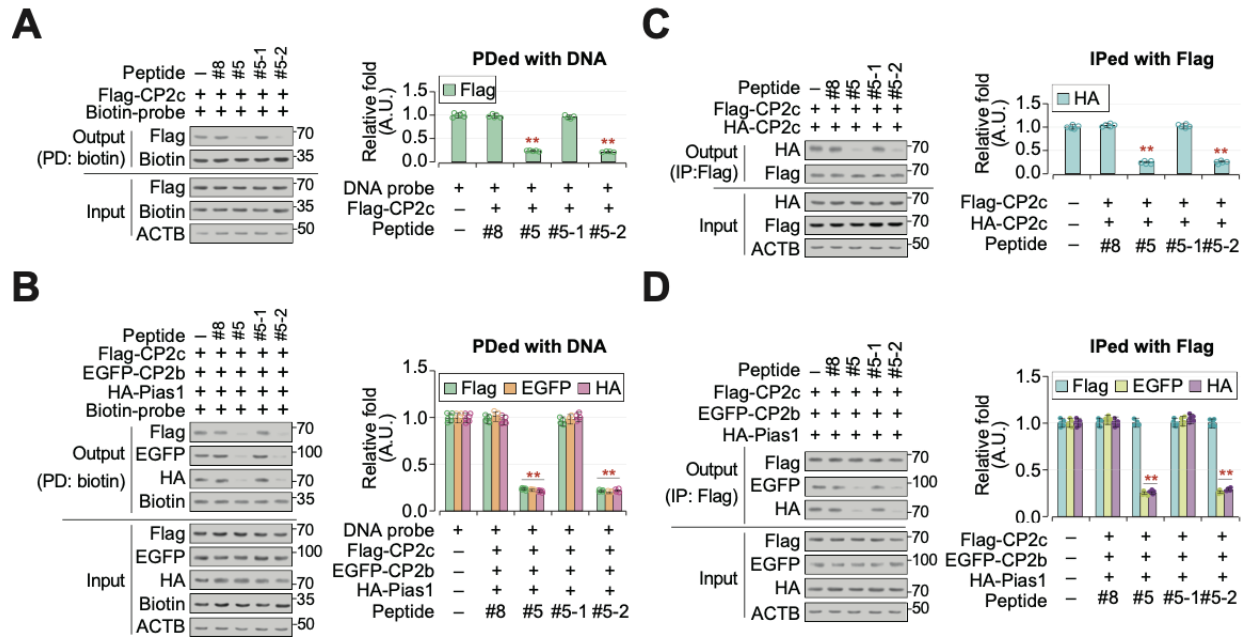 A
Peptide – #8 #5 #5-1 #5-2
Flag-CP2c + + + + +
Biotin-probe + + + + +
Output (PD: biotin)
Flag 70
Biotin 35
Input
Flag 70
Biotin 35
ACTB 50
PDed with DNA
Flag
Relative fold (A.U.)
1.5
1.0
0.5
0.0
** **
DNA probe + + + + +
Flag-CP2c – + + + +
Peptide – #8 #5 #5-1 #5-2
C
Peptide – #8 #5 #5-1 #5-2
Flag-CP2c + + + + +
HA-CP2c + + + + +
Output (IP:Flag)
HA 70
Flag 70
Input
HA 70
Flag 70
ACTB 50
IPed with Flag
HA
Relative fold (A.U.)
1.5
1.0
0.5
0.0
** **
Flag-CP2c – + + + +
HA-CP2c – + + + +
Peptide – #8 #5 #5-1 #5-2
B
Peptide – #8 #5 #5-1 #5-2
Flag-CP2c + + + + +
EGFP-CP2b + + + + +
HA-Pias1 + + + + +
Biotin-probe + + + + +
Output (PD: biotin)
Flag 70
EGFP 100
HA 70
Biotin 35
Input
Flag 70
EGFP 100
HA 70
Biotin 35
ACTB 50
PDed with DNA
Flag EGFP HA
Relative fold (A.U.)
1.5
1.0
0.5
0.0
** **
DNA probe + + + + +
Flag-CP2c – + + + +
EGFP-CP2b – + + + +
HA-Pias1 – + + + +
Peptide – #8 #5 #5-1 #5-2
D
Peptide – #8 #5 #5-1 #5-2
Flag-CP2c + + + + +
EGFP-CP2b + + + + +
HA-Pias1 + + + + +
Output (IP: Flag)
Flag 70
EGFP 100
HA 70
Input
Flag 70
EGFP 100
HA 70
ACTB 50
IPed with Flag
Flag EGFP HA
Relative fold (A.U.)
1.5
1.0
0.5
0.0
** **
Flag-CP2c – + + + +
EGFP-CP2b – + + + +
HA-Pias1 – + + + +
Peptide – #8 #5 #5-1 #5-2